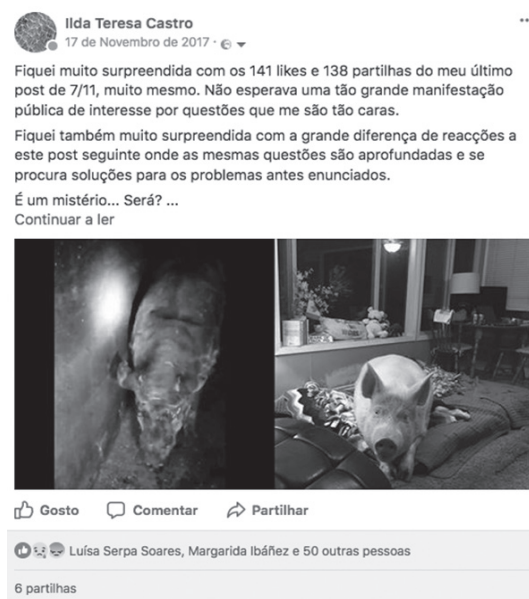 Ilda Teresa Castro
17 de Novembro de 2017 ·
Fiquei muito surpreendida com os 141 likes e 138 partilhas do meu último
post de 7/11, muito mesmo. Não esperava uma tão grande manifestação
pública de interesse por questões que me são tão caras.
Fiquei também muito surpreendida com a grande diferença de reacções a
este post seguinte onde as mesmas questões são aprofundadas e se
procura soluções para os problemas antes enunciados.
É um mistério... Será? ...
Continuar a ler
Gosto Comentar Partilhar
Luísa Serpa Soares, Margarida Ibáñez e 50 outras pessoas
6 partilhas